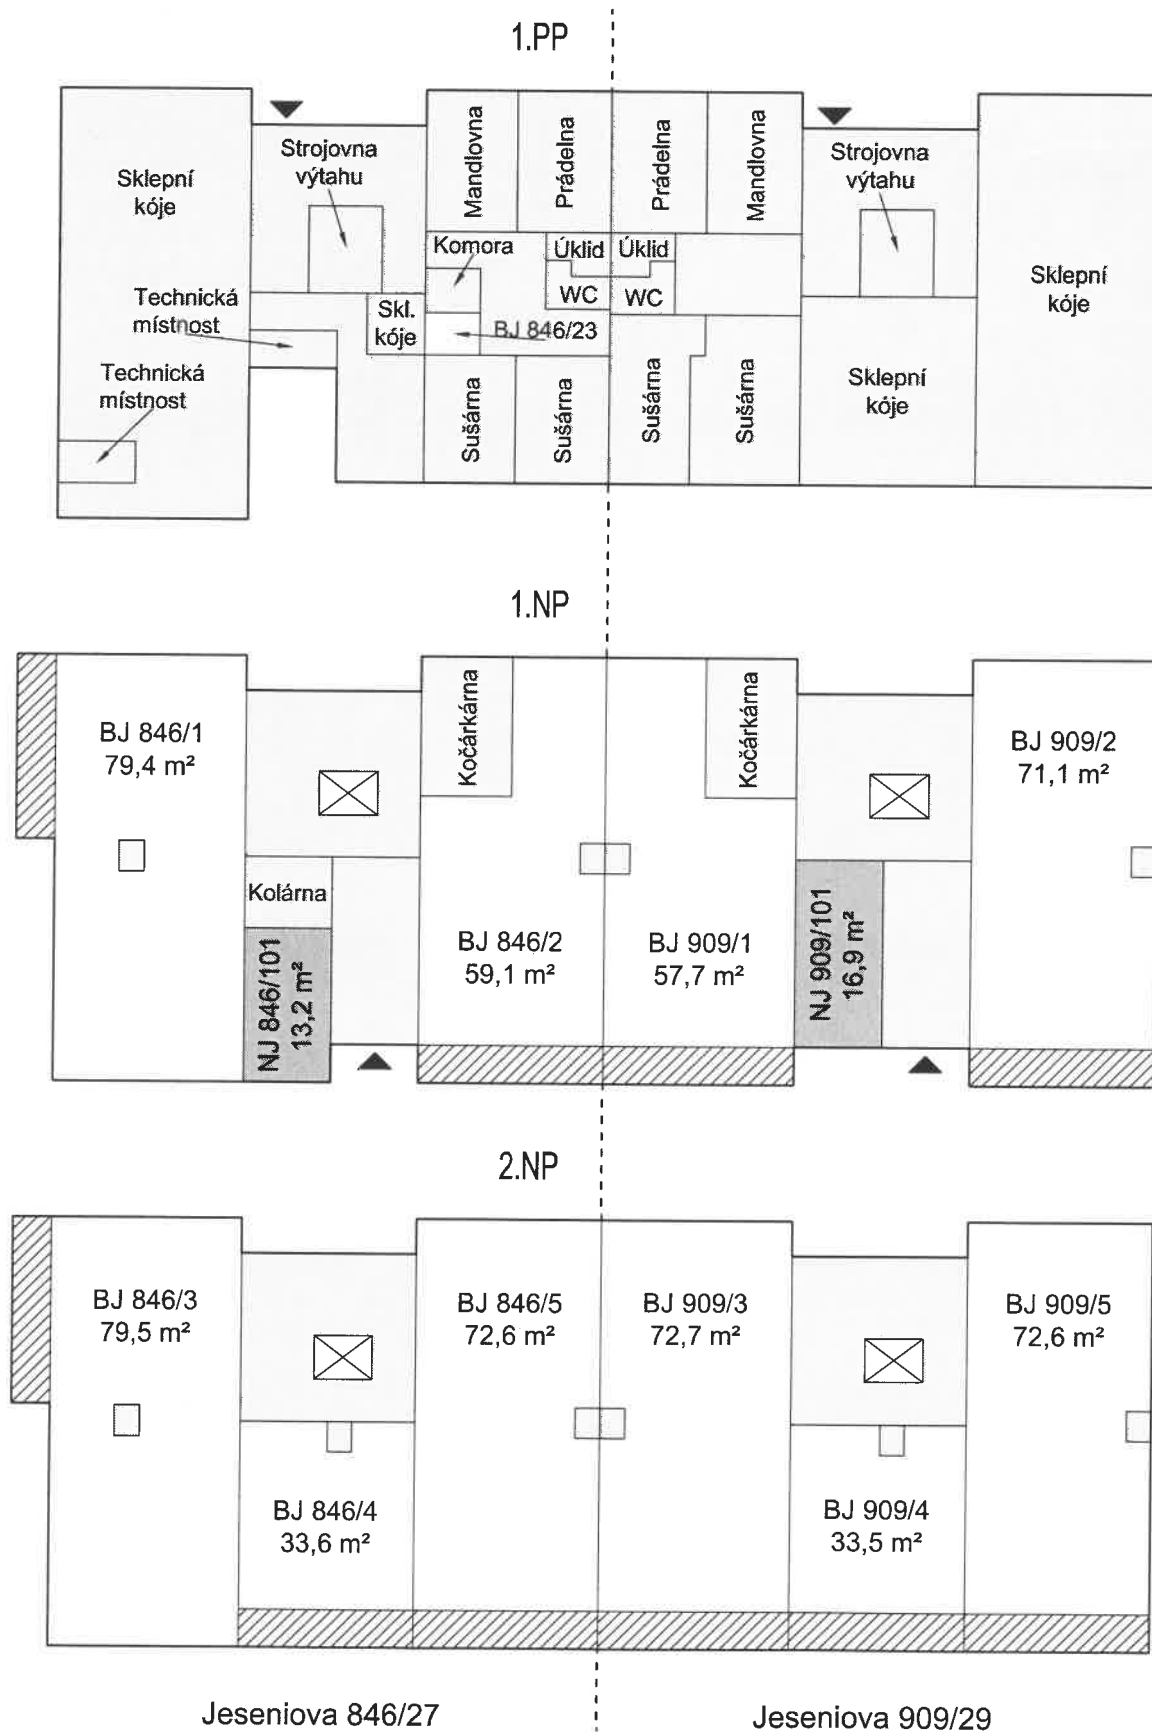 1.PP
Sklepní
kóje
Strojovna
výtahu
Mandlovna
Prádelna
Prádelna
Mandlovna
Strojovna
výtahu
Sklepní
kóje
Komora
Úklid
Úklid
WC
WC
Technická
místnost
Skl.
kóje
BJ 846/23
Technická
místnost
Sušárna
Sušárna
Sušárna
Sušárna
Sklepní
kóje
1.NP
BJ 846/1
79,4 m²
Kočárkárna
Kočárkárna
BJ 909/2
71,1 m²
Kolárna
NJ 846/101
13,2 m²
BJ 846/2
59,1 m²
BJ 909/1
57,7 m²
NJ 909/101
16,9 m²
2.NP
BJ 846/3
79,5 m²
BJ 846/5
72,6 m²
BJ 909/3
72,7 m²
BJ 909/5
72,6 m²
BJ 846/4
33,6 m²
BJ 909/4
33,5 m²
Jeseniova 846/27
Jeseniova 909/29